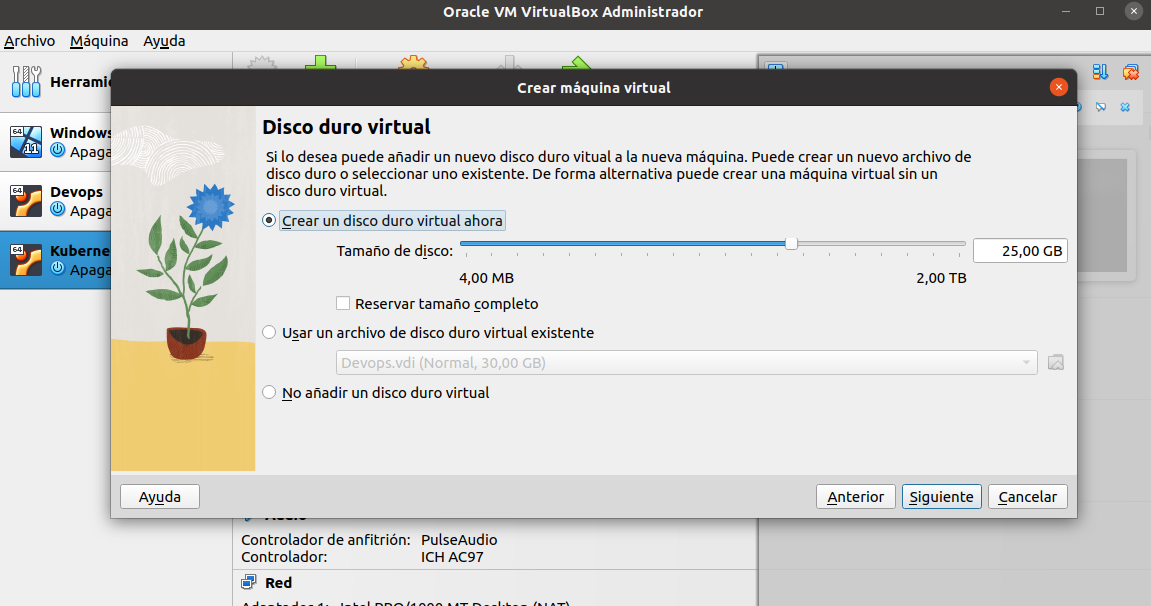 Oracle VM VirtualBox Administrador
Archivo Máquina Ayuda
Crear máquina virtual
64
11
Windows
Apaga
64
Devops
Apaga
64
Apaga
Disco duro virtual
Si lo desea puede añadir un nuevo disco duro vitual a la nueva máquina. Puede crear un nuevo archivo de
disco duro o seleccionar uno existente. De forma alternativa puede crear una máquina virtual sin un
disco duro virtual.
Crear un disco duro virtual ahora
Tamaño de disco: 25,00 GB
4,00 MB 2,00 TB
Reservar tamaño completo
Usar un archivo de disco duro virtual existente
Devops.vdi (Normal, 30,00 GB)
No añadir un disco duro virtual
Ayuda Anterior Siguiente Cancelar
Controlador de anfitrión: PulseAudio
Controlador: ICH AC97
Red